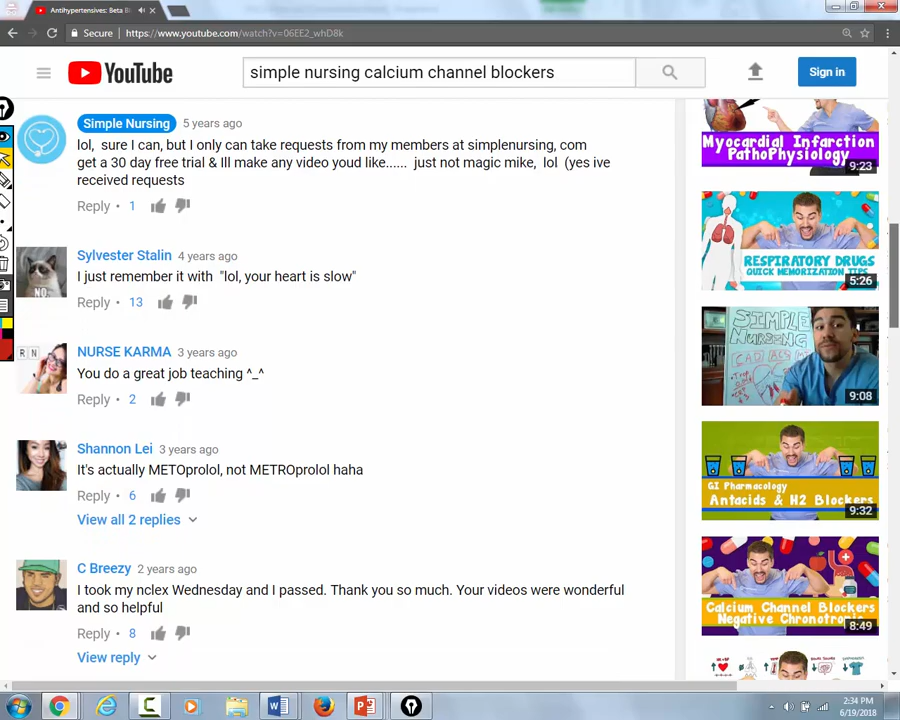 Antihypertensives: Beta B
Secure | https://www.youtube.com/watch?v=06EE2_whD8k
YouTube
simple nursing calcium channel blockers
Sign in
Simple Nursing 5 years ago
lol, sure I can, but I only can take requests from my members at simplenursing, com
get a 30 day free trial & Ill make any video youd like...... just not magic mike, lol (yes ive
received requests
Reply • 1
Sylvester Stalin 4 years ago
I just remember it with "lol, your heart is slow"
Reply • 13
NO
NURSE KARMA 3 years ago
You do a great job teaching ^_^
Reply • 2
RN
Shannon Lei 3 years ago
It's actually METOprolol, not METROprolol haha
Reply • 6
View all 2 replies
C Breezy 2 years ago
I took my nclex Wednesday and I passed. Thank you so much. Your videos were wonderful
and so helpful
Reply • 8
View reply
Myocardial Infarction
PathoPhysiology
9:23
RESPIRATORY DRUGS
QUICK MEMORIZATION TIPS
5:26
SIMPLE
NURSING
CAD
9:08
GI Pharmacology
Antacids & H2 Blockers
9:32
Calcium Channel Blockers
Negative Chronotropic
8:49
2:34 PM
6/19/2018